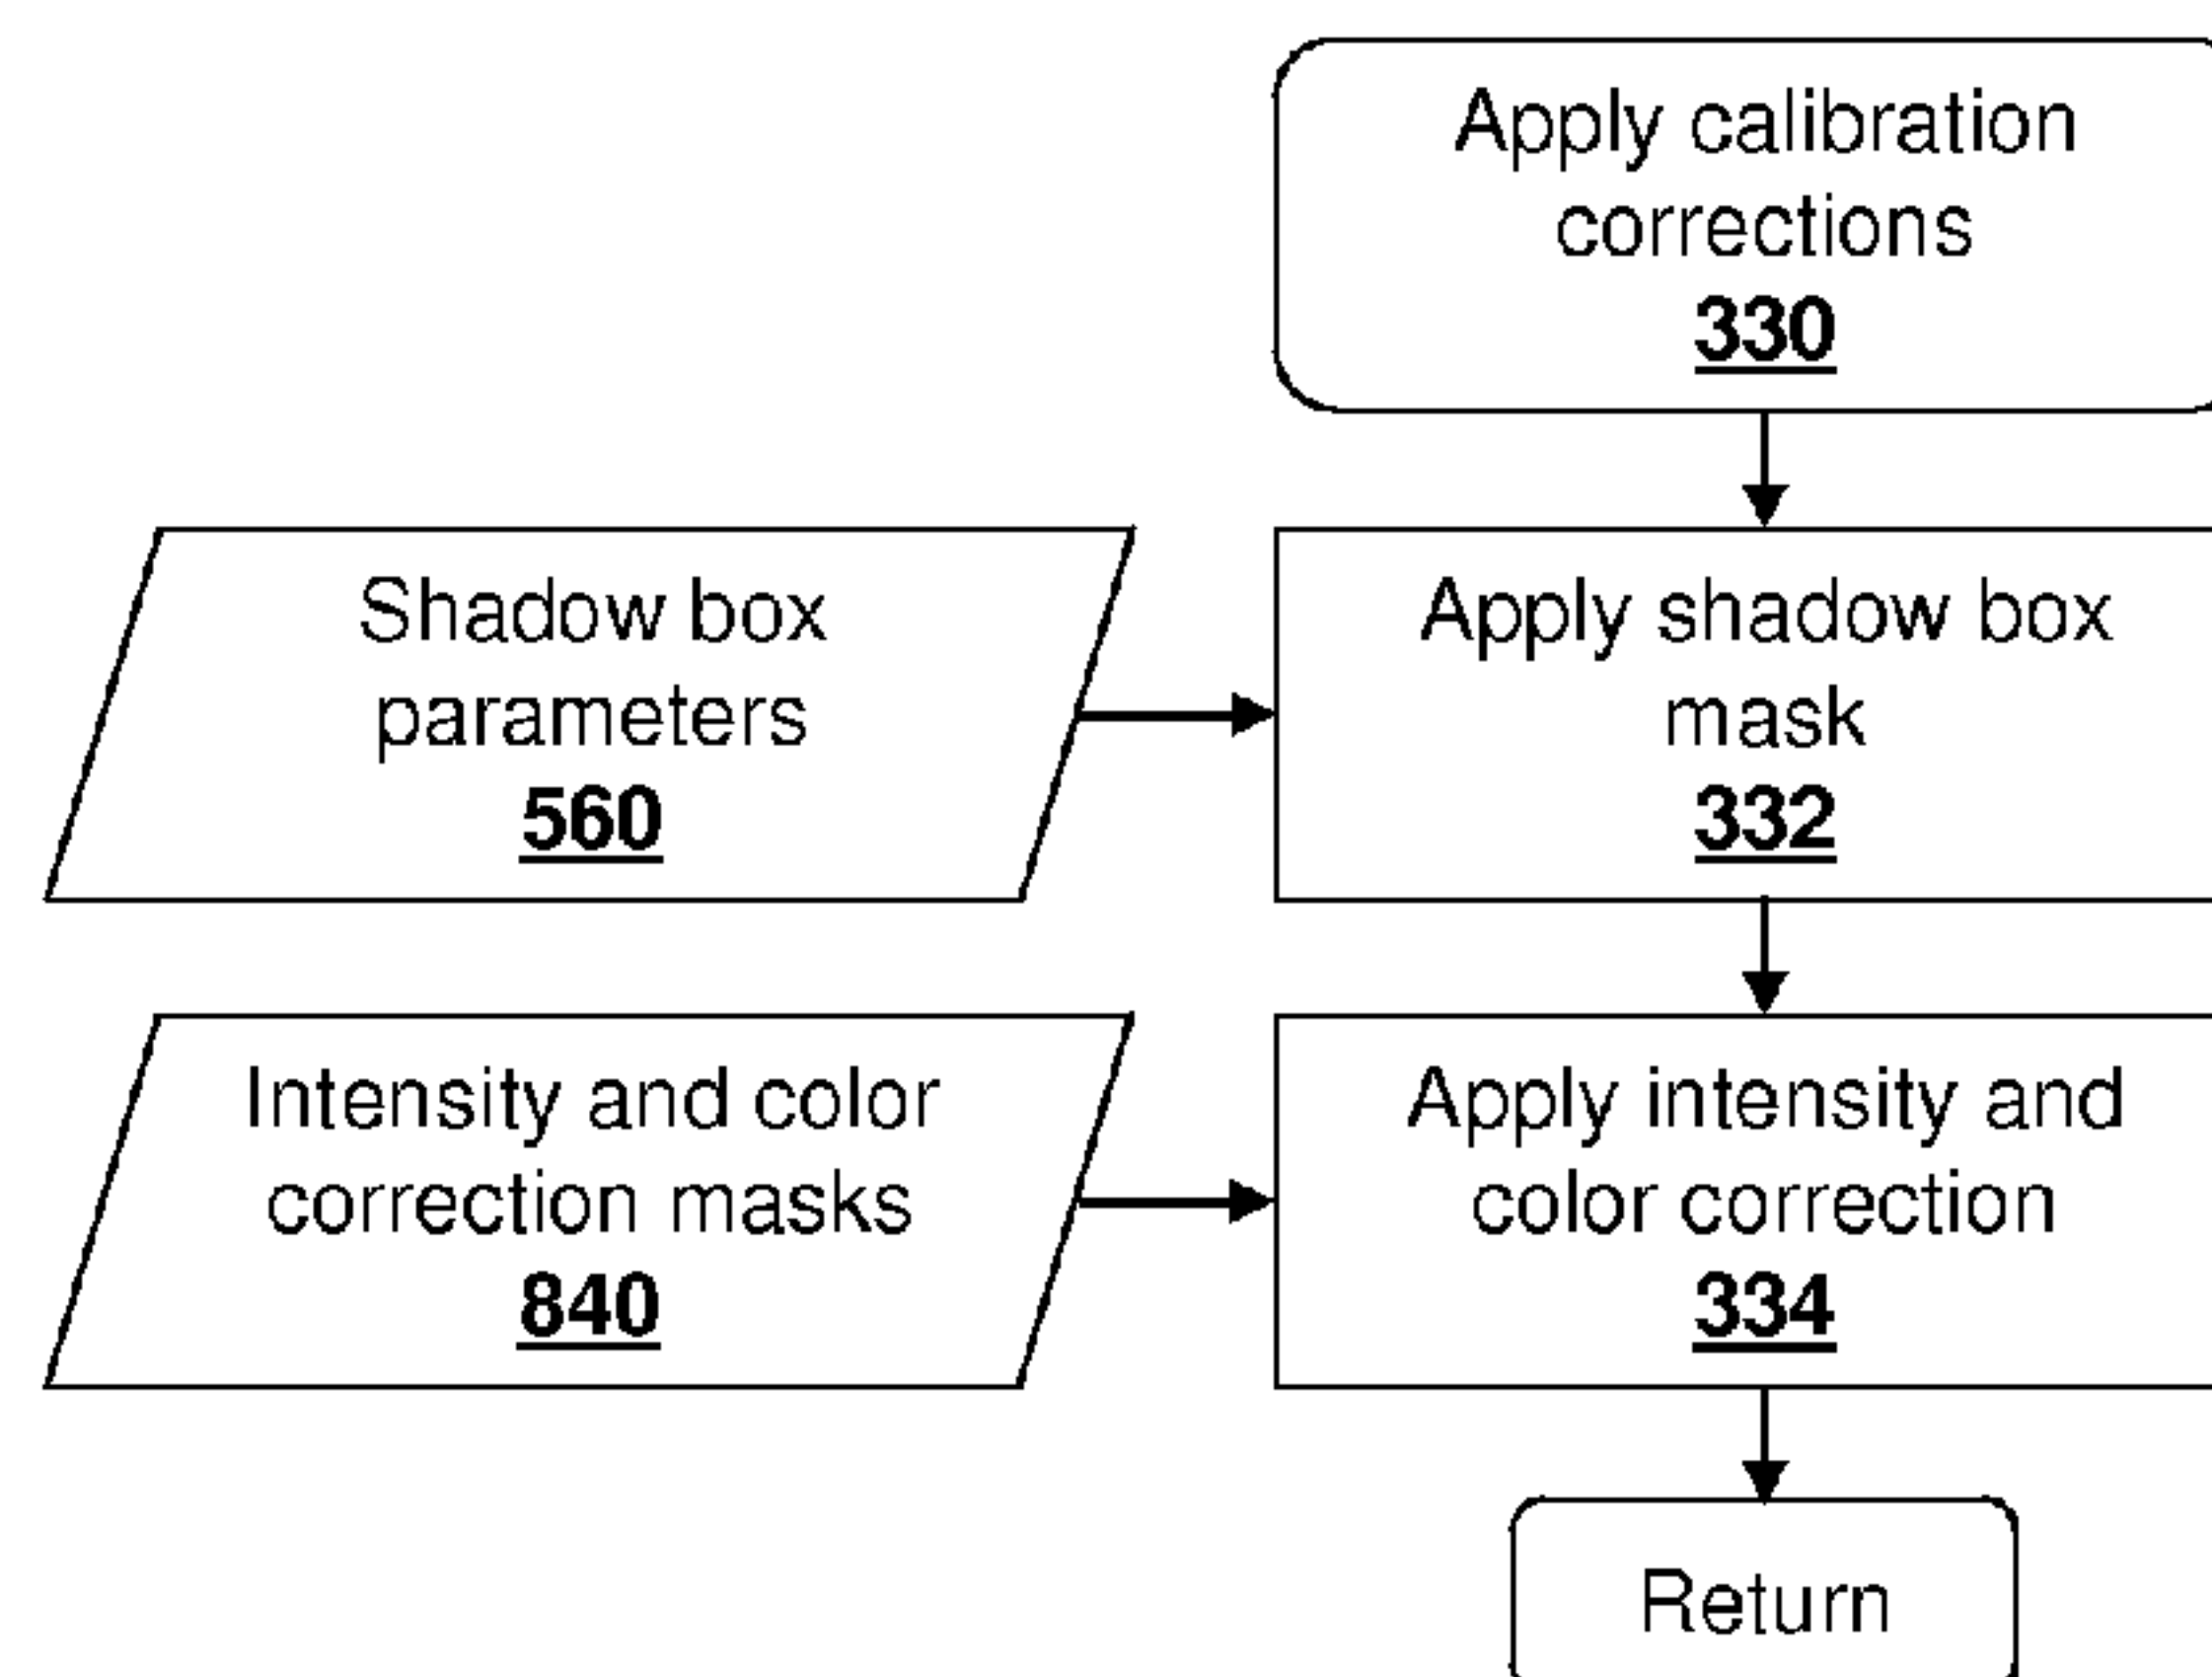 Apply calibration
corrections
330
Shadow box
parameters
560
Apply shadow box
mask
332
Intensity and color
correction masks
840
Apply intensity and
color correction
334
Return